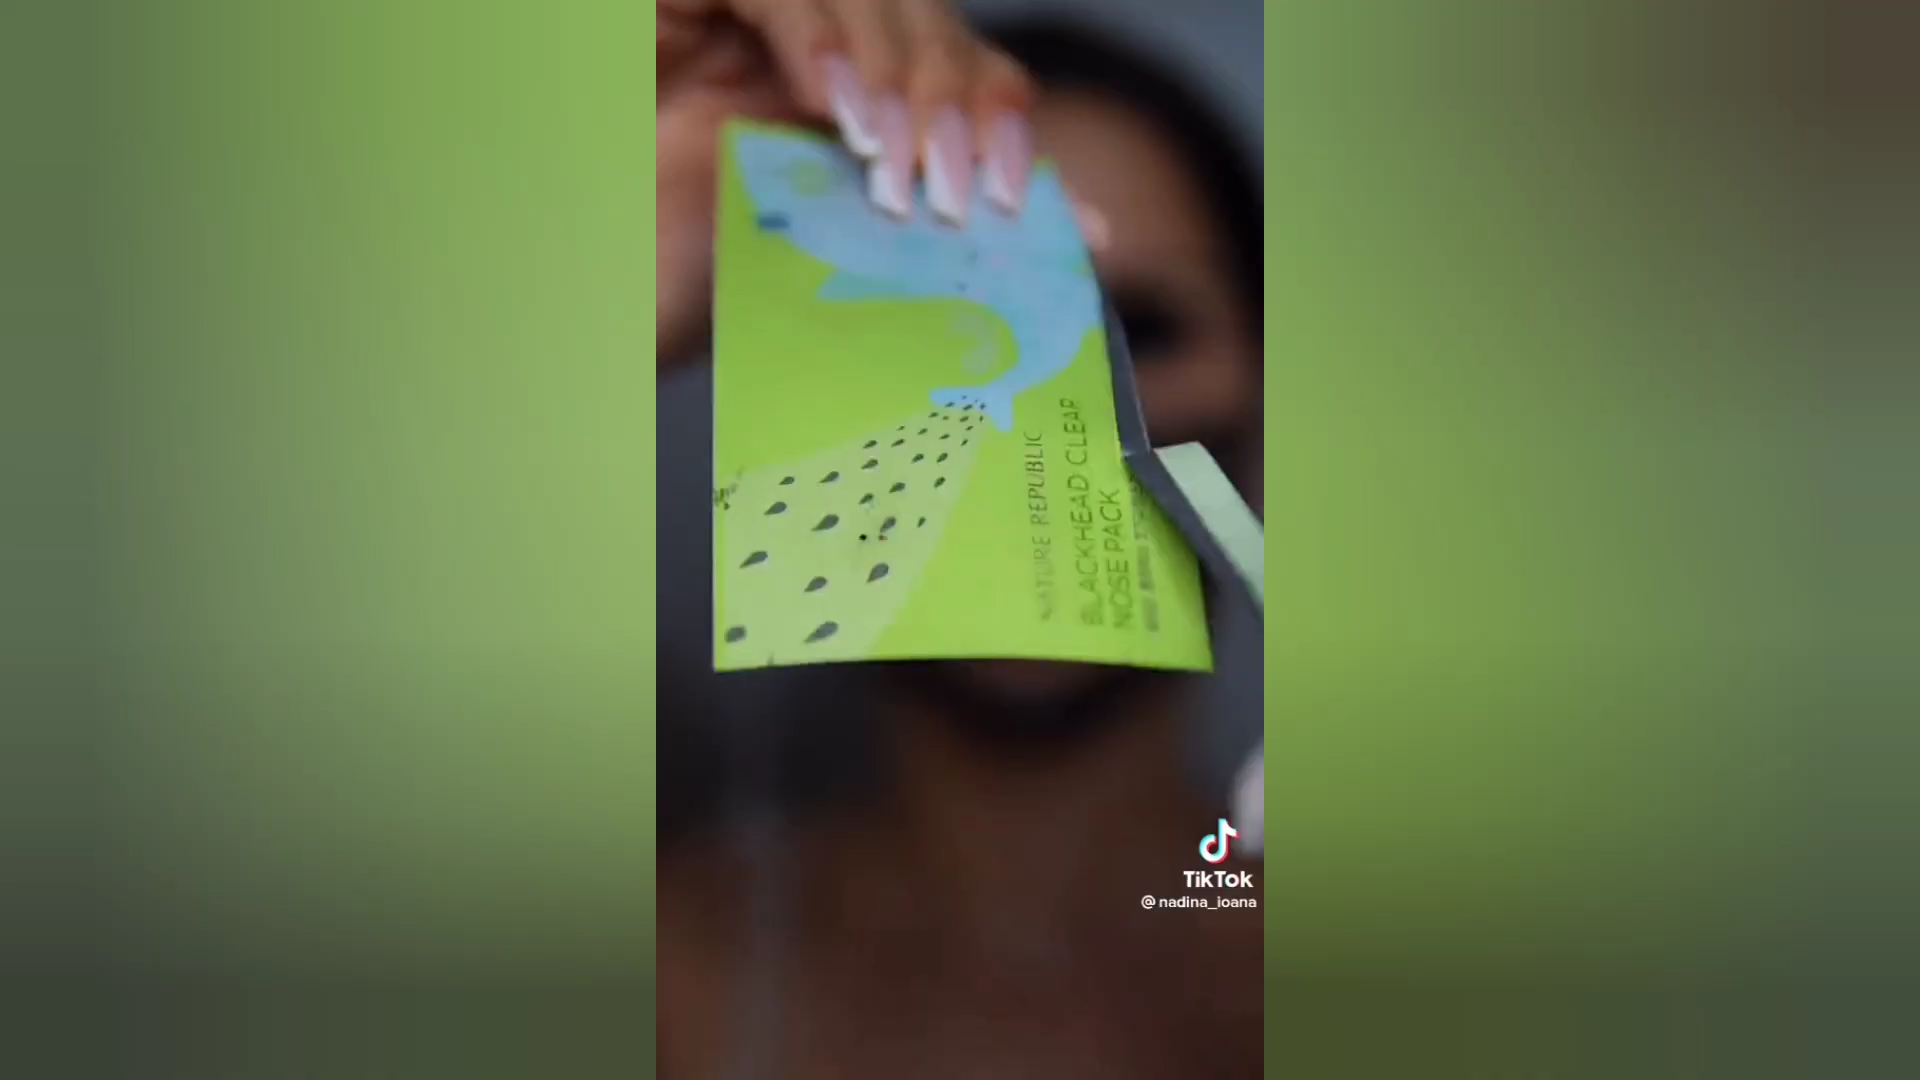 NATURE REPUBLIC
BLACKHEAD CLEAR
NOSE PACK
TikTok
@nadina_ioana